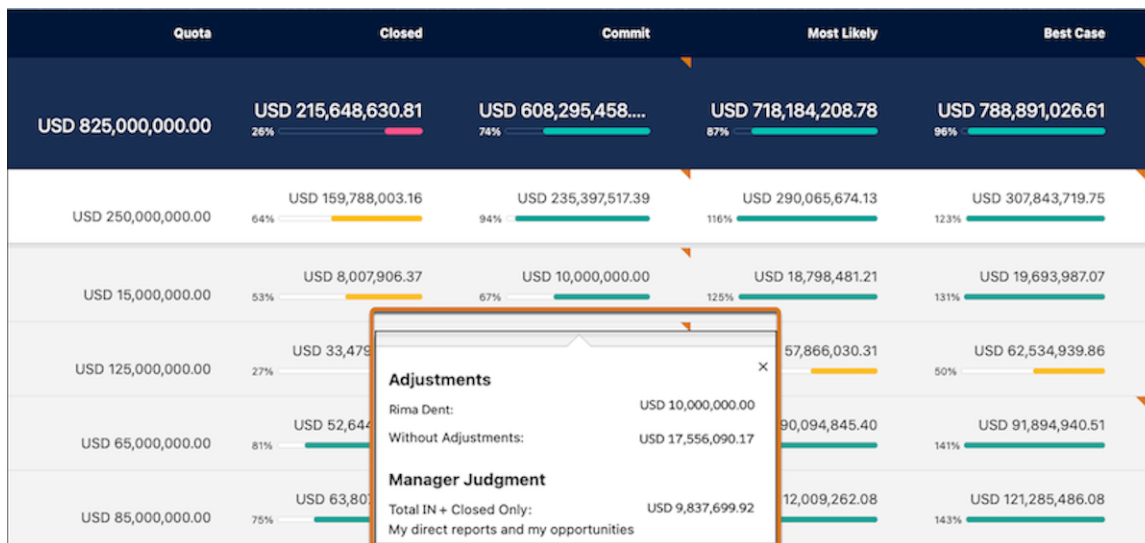 Quota Closed Commit Most Likely Best Case
USD 825,000,000.00 USD 215,648,630.81 USD 608,295,458.... USD 718,184,208.78 USD 788,891,026.61
26% 74% 87% 96%
USD 250,000,000.00 USD 159,788,003.16 USD 235,397,517.39 USD 290,065,674.13 USD 307,843,719.75
64% 94% 116% 123%
USD 15,000,000.00 USD 8,007,906.37 USD 10,000,000.00 USD 18,798,481.21 USD 19,693,987.07
53% 67% 125% 131%
USD 125,000,000.00 USD 33,479 57,866,030.31 USD 62,534,939.86
27% 50%
USD 65,000,000.00 USD 52,644 90,094,845.40 USD 91,894,940.51
81% 141%
USD 85,000,000.00 USD 63,807 12,009,262.08 USD 121,285,486.08
75% 143%
×
Adjustments
Rima Dent: USD 10,000,000.00
Without Adjustments: USD 17,556,090.17
Manager Judgment
Total IN + Closed Only: USD 9,837,699.92
My direct reports and my opportunities